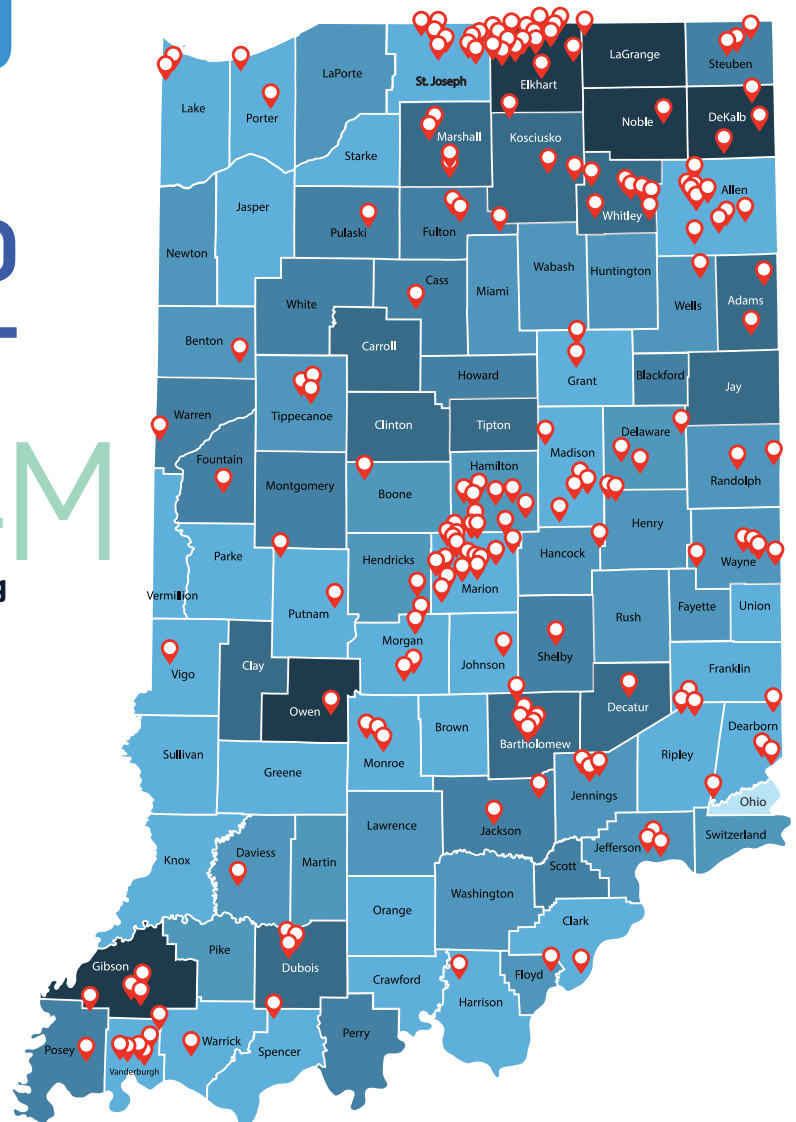 LaGrange
Steuben
LaPorte
St. Joseph
Elkhart
Lake
Porter
Noble
DeKalb
Marshall
Kosciusko
Starke
Allen
Jasper
Whitley
Pulaski
Fulton
Newton
Wabash
Huntington
Cass
Miami
White
Wells
Adams
Benton
Carroll
Howard
Grant
Blackford
Jay
Warren
Tippecanoe
Clinton
Tipton
Delaware
Fountain
Madison
Hamilton
Randolph
Montgomery
Boone
4M
Henry
Parke
Hendricks
Hancock
Wayne
g
Vermillion
Marion
Putnam
Fayette
Union
Rush
Morgan
Shelby
Johnson
Franklin
Clay
Vigo
Owen
Decatur
Brown
Dearborn
Sullivan
Bartholomew
Ripley
Monroe
Greene
Jennings
Ohio
Lawrence
Jackson
Switzerland
Jefferson
Daviess
Knox
Martin
Scott
Washington
Orange
Clark
Pike
Gibson
Dubois
Floyd
Crawford
Harrison
Perry
Warrick
Posey
Spencer
Vanderburgh